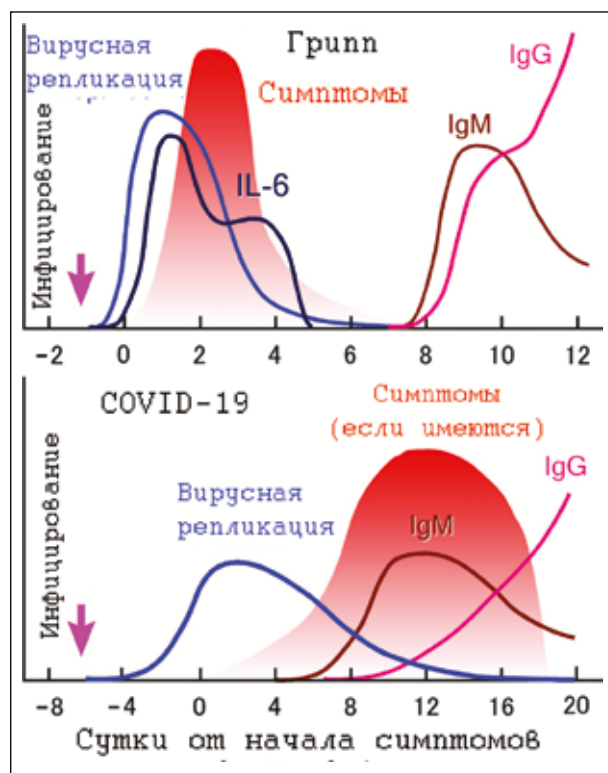 Вирусная
репликация
Грипп
Симптомы
IgG
IgM
IL-6
Инфицирование
-2 0 2 4 6 8 10 12
COVID-19
Симптомы
(если имеются)
IgG
Вирусная
репликация
IgM
Инфицирование
-8 -4 0 4 8 12 16 20
Сутки от начала симптомов